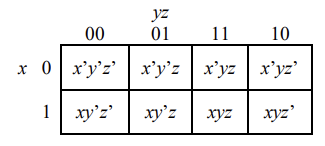 yz
00 01 11 10
x 0 x’y’z’ x’y’z x’yz x’yz’
1 xy’z’ xy’z xyz xyz’